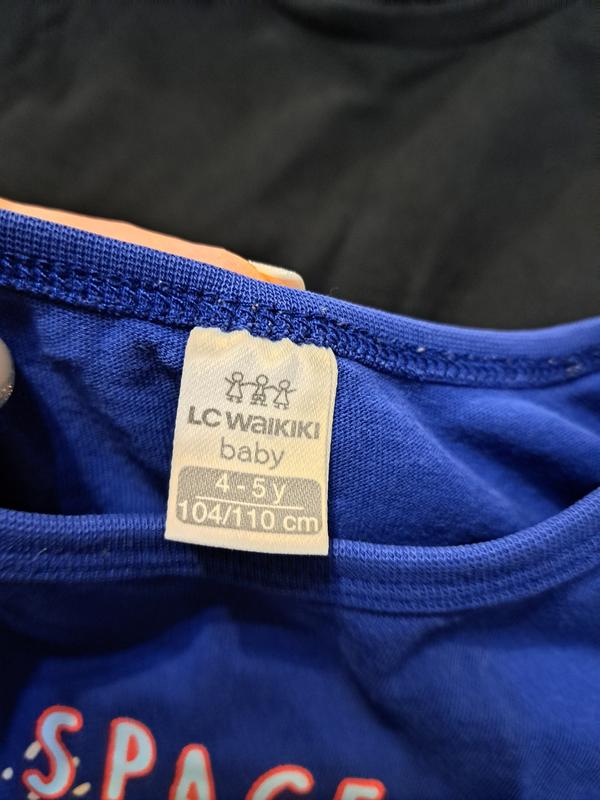 LC WAIKIKI
baby
4 - 5 y
104/110 cm
SPACE